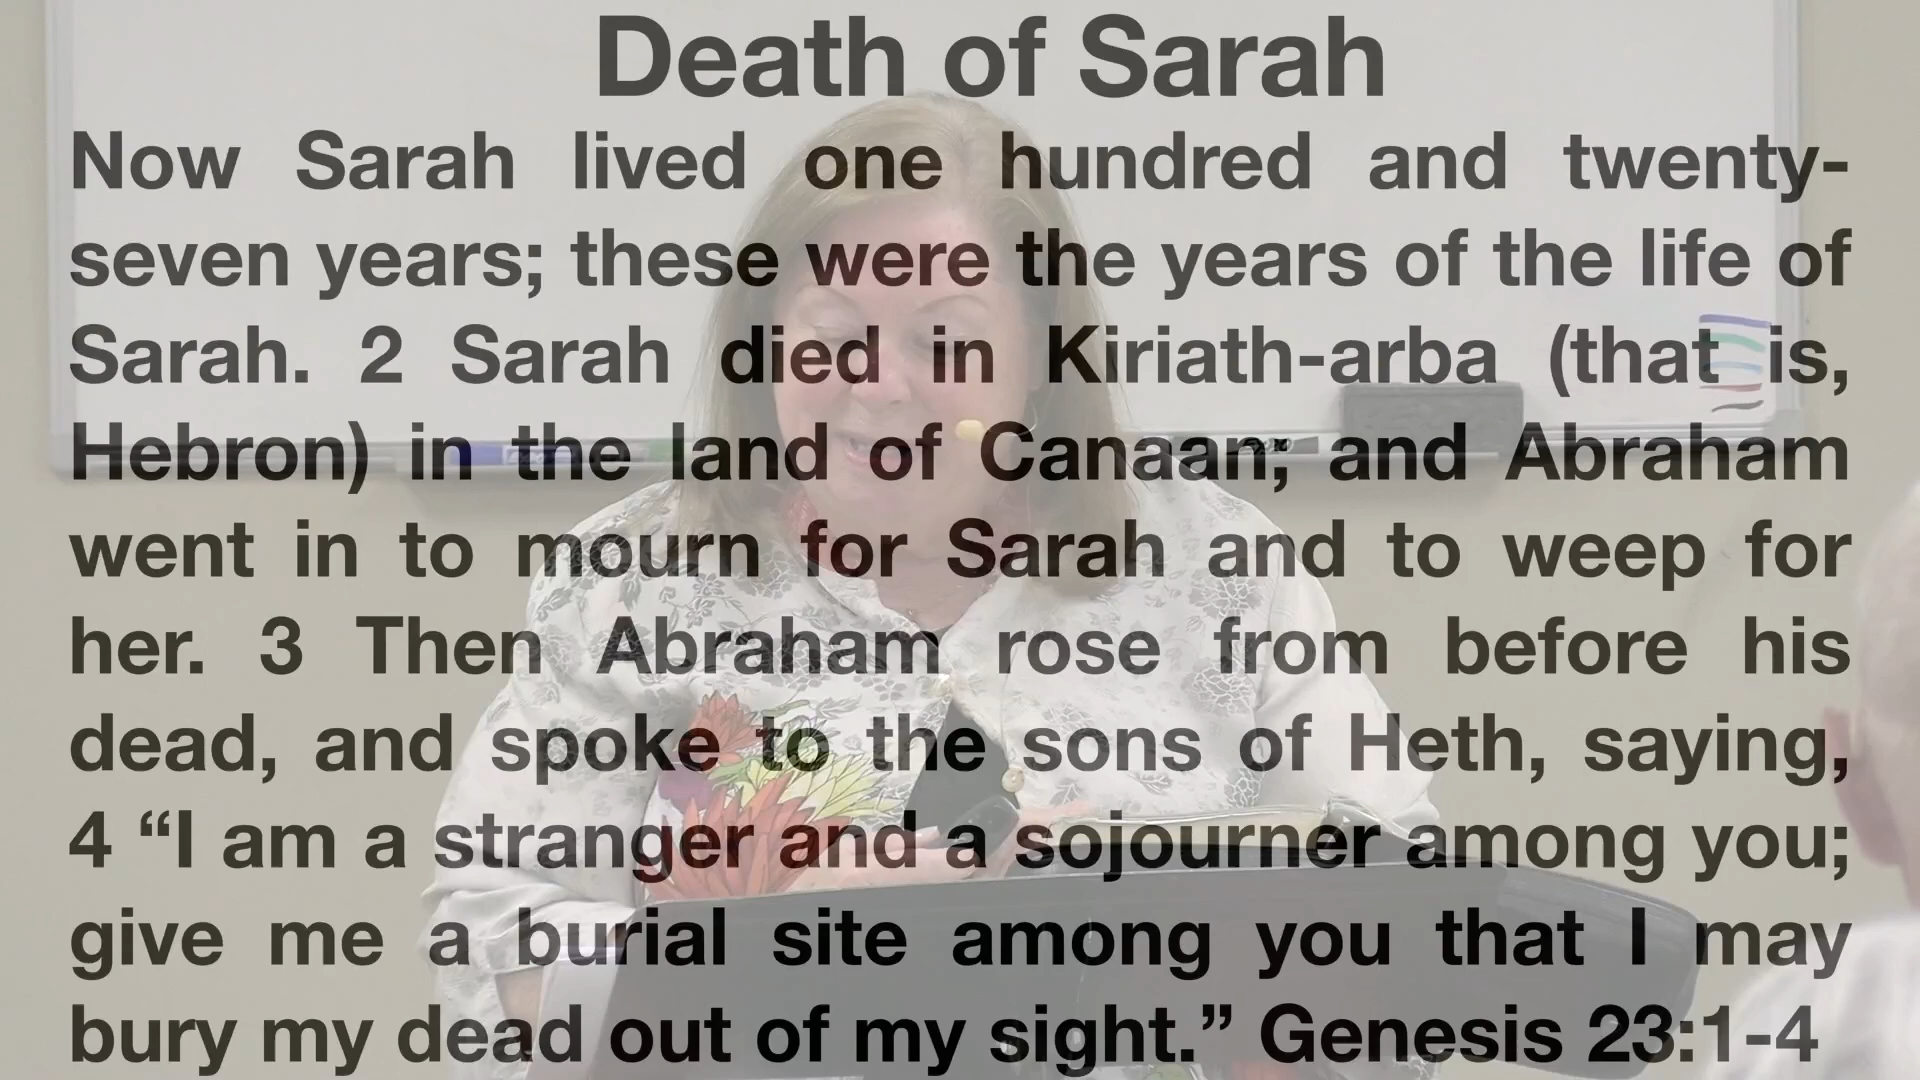 Death of Sarah
Now Sarah lived one hundred and twenty-
seven years; these were the years of the life of
Sarah. 2 Sarah died in Kiriath-arba (that is,
Hebron) in the land of Canaan; and Abraham
went in to mourn for Sarah and to weep for
her. 3 Then Abraham rose from before his
dead, and spoke to the sons of Heth, saying,
4 “I am a stranger and a sojourner among you;
give me a burial site among you that I may
bury my dead out of my sight.” Genesis 23:1-4